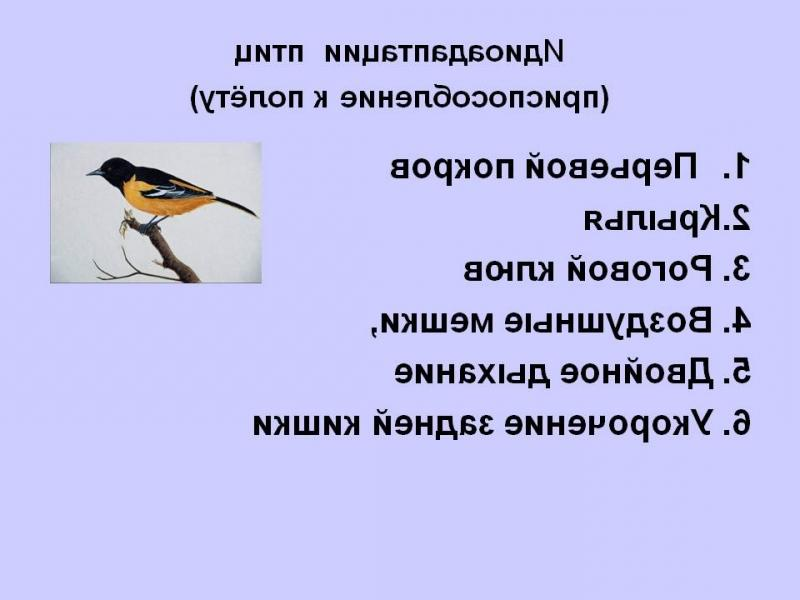 Идиоадаптации птиц
(приспособление к полёту)
1. Перьевой покров
2.Крылья
3. Роговой клюв
4. Воздушные мешки,
5. Двойное дыхание
6. Укорочение задней кишки